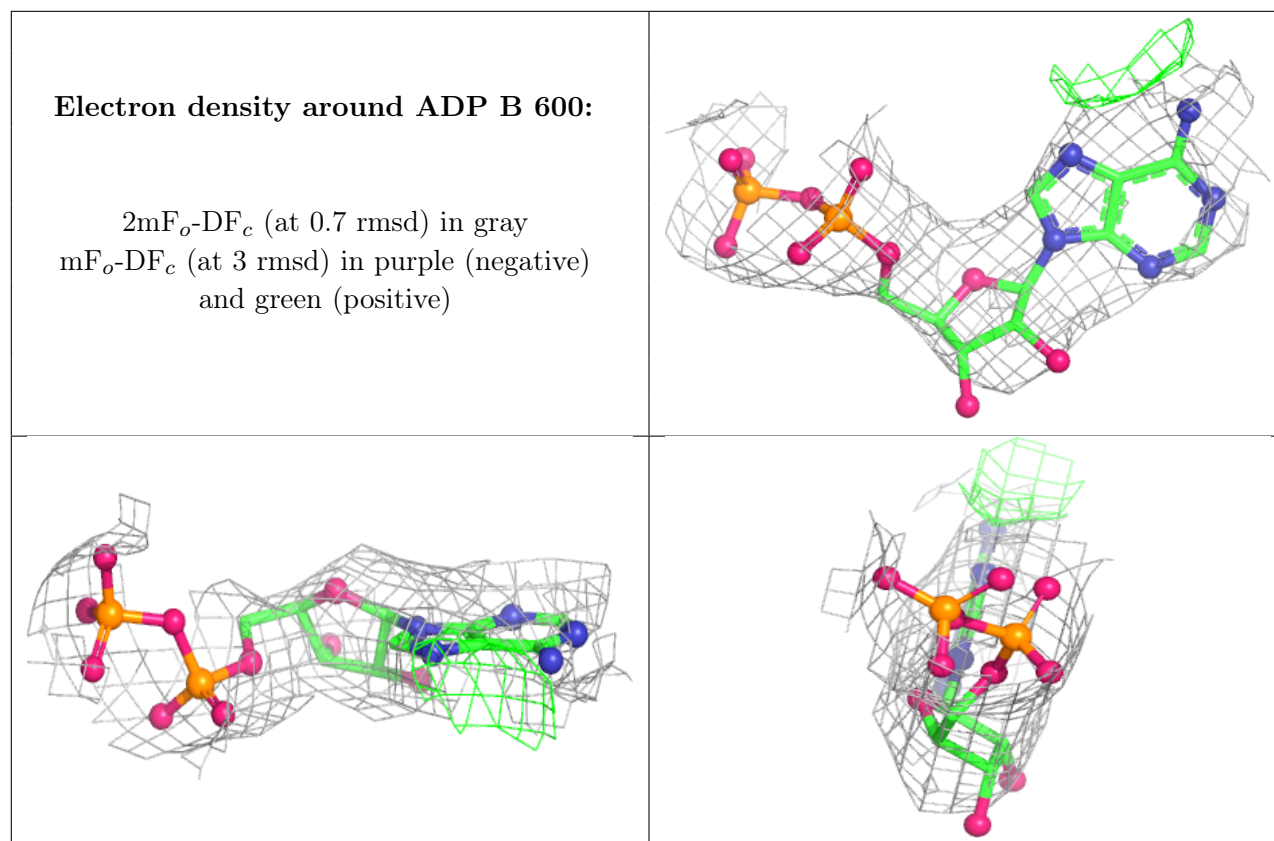 Electron density around ADP B 600:
2mFₒ-DF𝒸 (at 0.7 rmsd) in gray
mFₒ-DF𝒸 (at 3 rmsd) in purple (negative)
and green (positive)